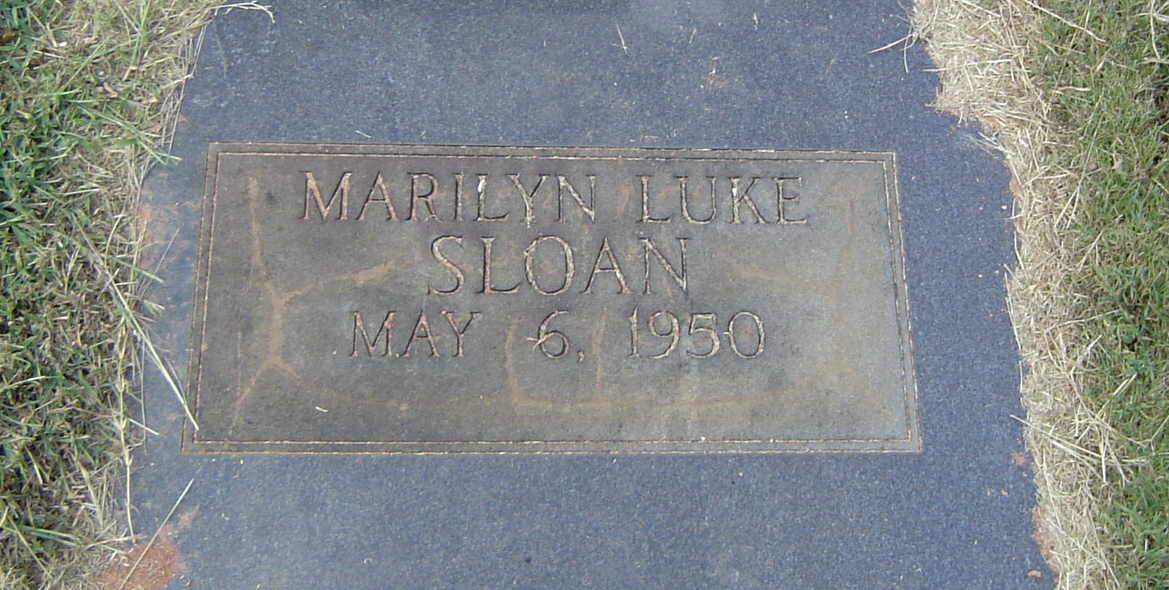 MARILYN LUKE
SLOAN
MAY 6, 1950